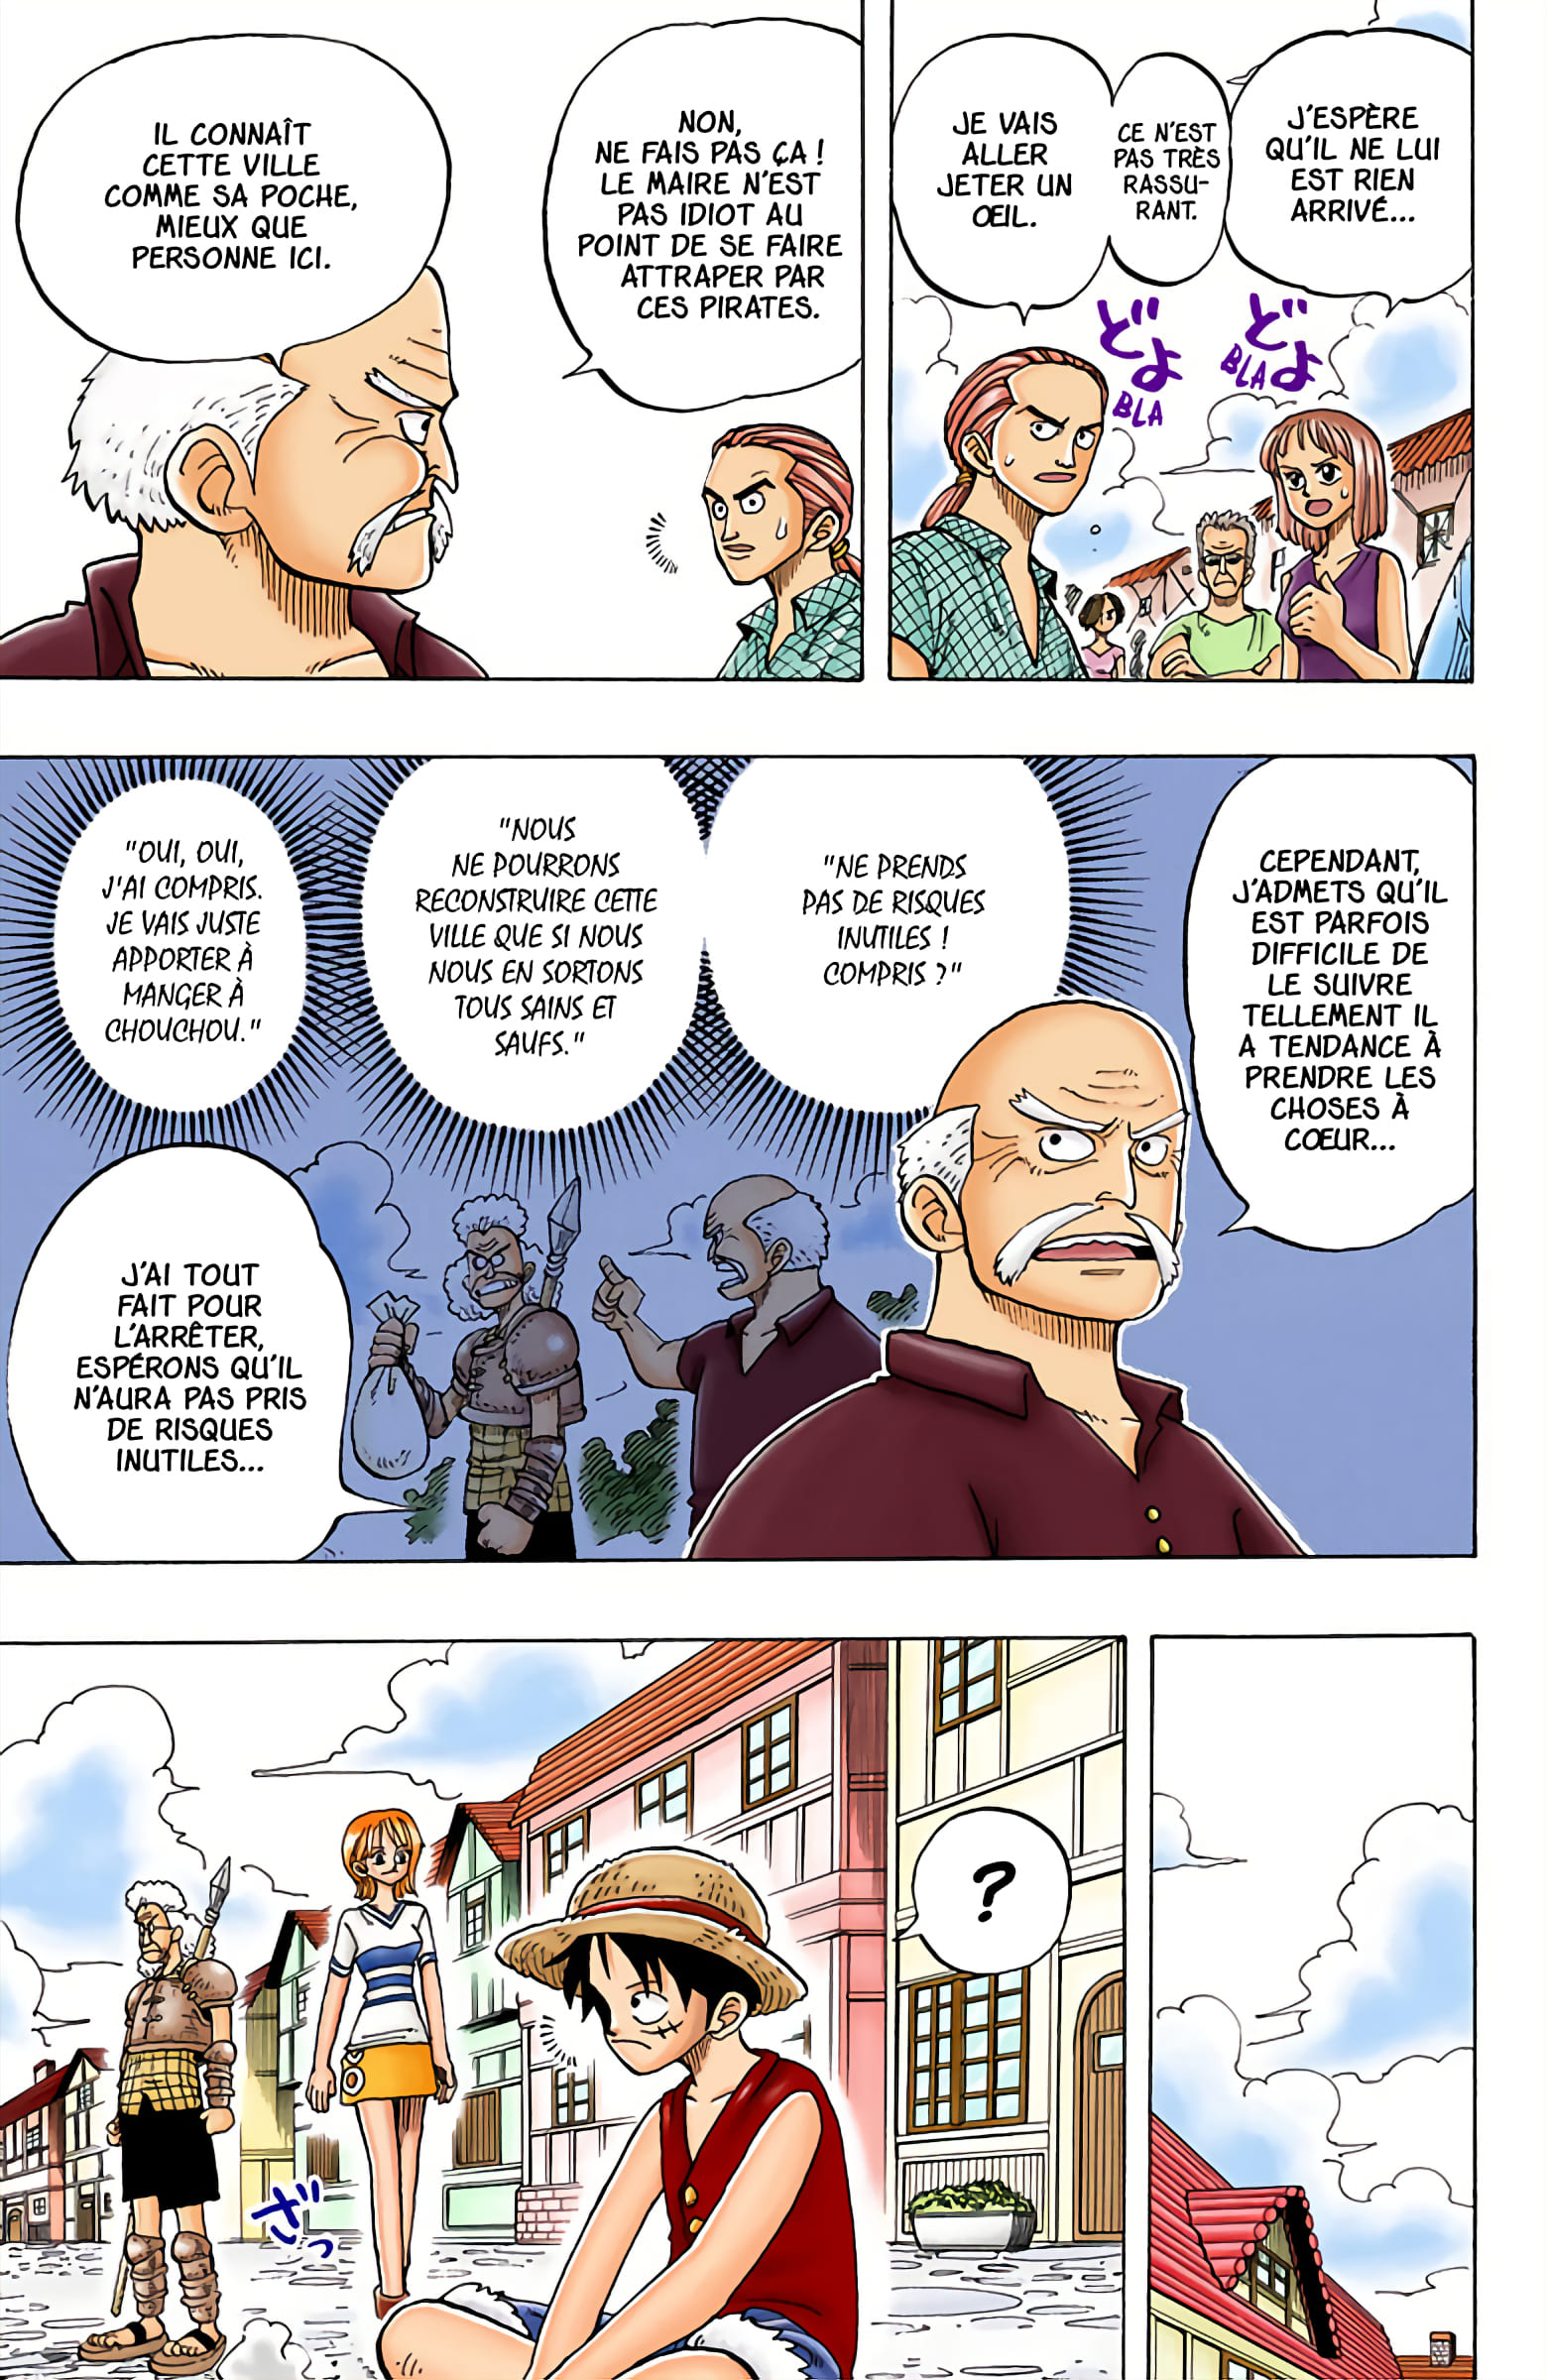 J'ESPÈRE
QU'IL NE LUI
EST RIEN
ARRIVÉ...
CE N'EST
PAS TRÈS
RASSU-
RANT.
JE VAIS
ALLER
JETER UN
ŒIL.
どよ
BLA
どよ
BLA
NON,
NE FAIS PAS ÇA !
LE MAIRE N'EST
PAS IDIOT AU
POINT DE SE FAIRE
ATTRAPER PAR
CES PIRATES.
IL CONNAÎT
CETTE VILLE
COMME SA POCHE,
MIEUX QUE
PERSONNE ICI.
CEPENDANT,
J'ADMETS QU'IL
EST PARFOIS
DIFFICILE DE
LE SUIVRE
TELLEMENT IL
A TENDANCE À
PRENDRE LES
CHOSES À
CŒUR...
"NE PRENDS
PAS DE RISQUES
INUTILES !
COMPRIS ?"
"NOUS
NE POURRONS
RECONSTRUIRE CETTE
VILLE QUE SI NOUS
NOUS EN SORTONS
TOUS SAINS ET
SAUFS."
"OUI, OUI,
J'AI COMPRIS.
JE VAIS JUSTE
APPORTER À
MANGER À
CHOUCHOU."
J'AI TOUT
FAIT POUR
L'ARRÊTER,
ESPÉRONS QU'IL
N'AURA PAS PRIS
DE RISQUES
INUTILES...
?
ざっ